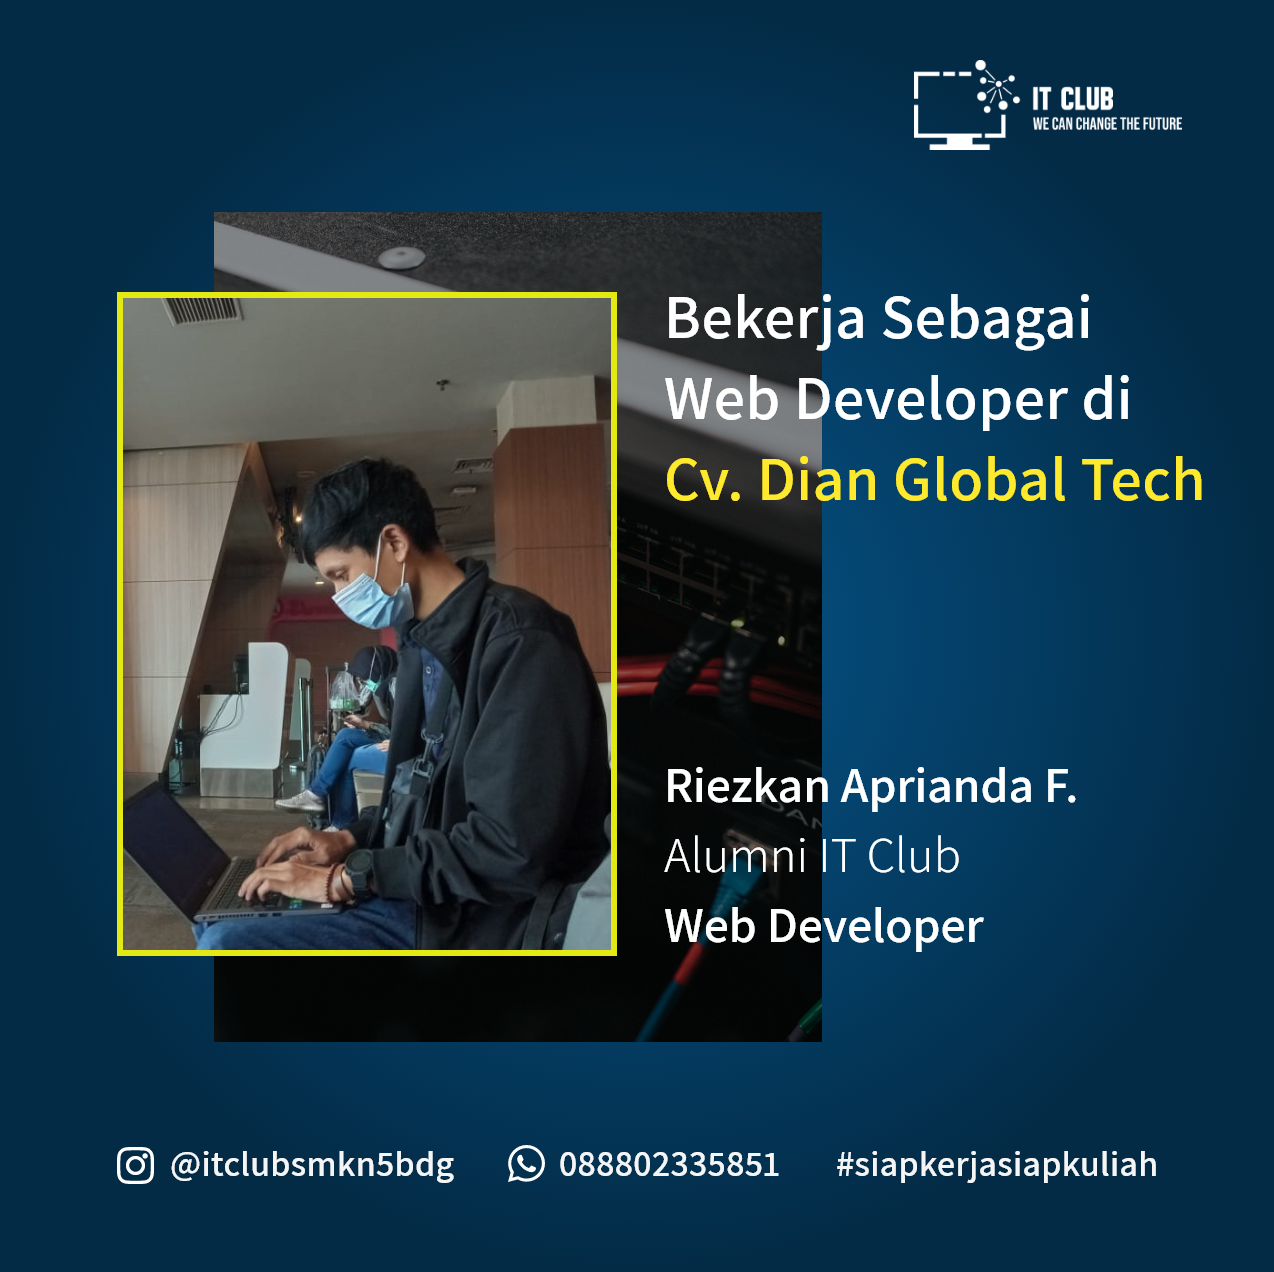 IT CLUB
WE CAN CHANGE THE FUTURE
Bekerja Sebagai
Web Developer di
Cv. Dian Global Tech
Riezkan Aprianda F.
Alumni IT Club
Web Developer
@itclubsmkn5bdg
088802335851
#siapkerjasiapkuliah